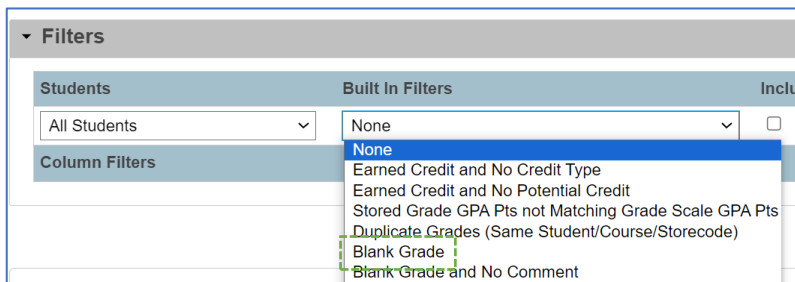 Filters
Students Built In Filters
All Students None
Column Filters None
Earned Credit and No Credit Type
Earned Credit and No Potential Credit
Stored Grade GPA Pts not Matching Grade Scale GPA Pts
Duplicate Grades (Same Student/Course/Storecode)
Blank Grade
Blank Grade and No Comment